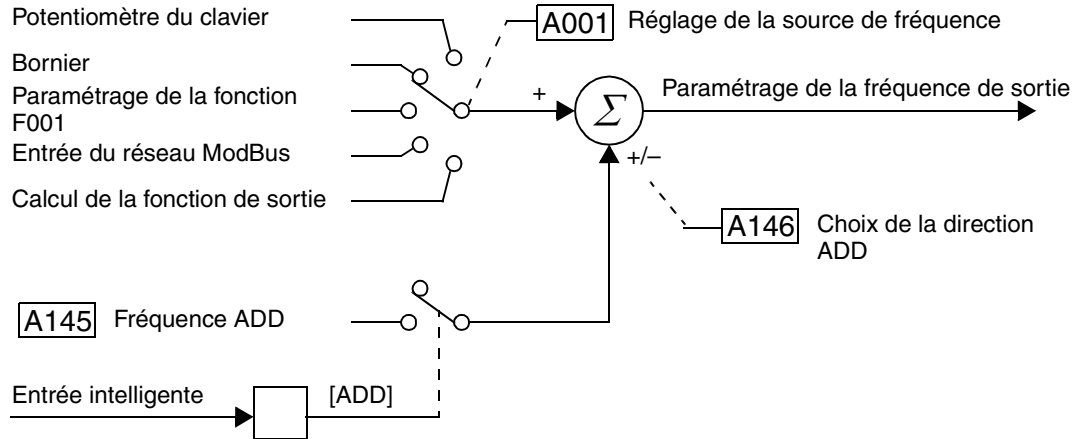 Potentiomètre du clavier
A001 Réglage de la source de fréquence
Bornier
Paramétrage de la fonction
F001
+
Σ
Paramétrage de la fréquence de sortie
Entrée du réseau ModBus
+/−
Calcul de la fonction de sortie
A146 Choix de la direction
ADD
A145 Fréquence ADD
Entrée intelligente
[ADD]